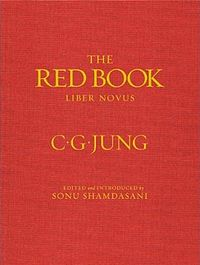 THE
RED BOOK
LIBER NOVUS
C·G·JUNG
EDITED and INTRODUCED by
SONU SHAMDASANI